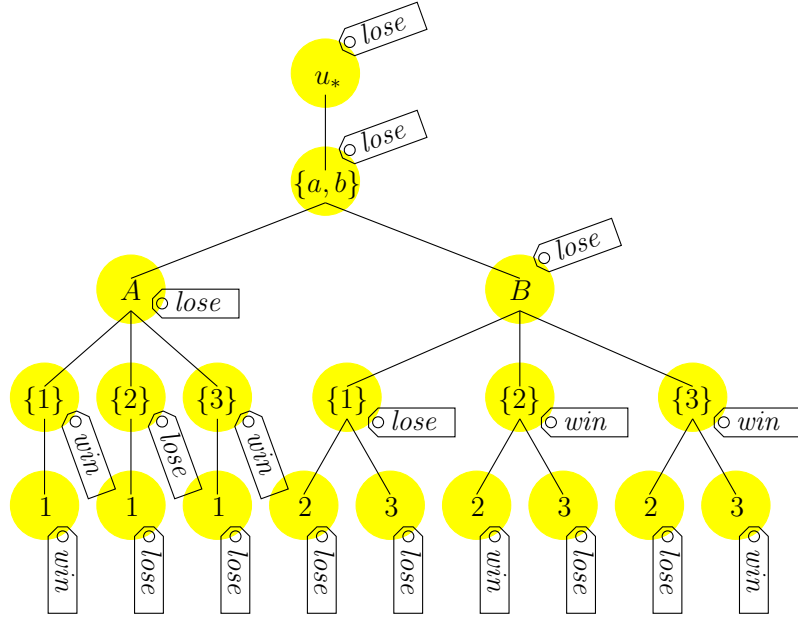 lose
u*
lose
{a, b}
lose
A lose B
{1} {2} {3} {1} {2} {3}
win lose win lose win win
1 1 1 2 3 2 3 2 3
win lose lose lose lose win lose lose win